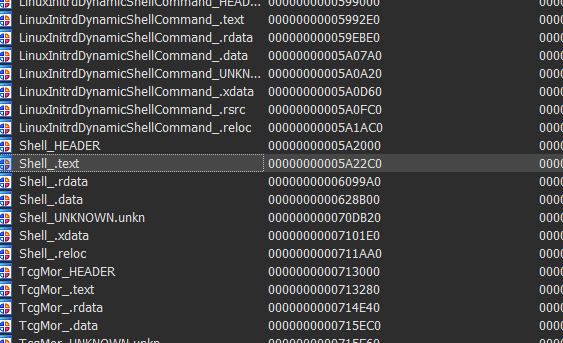 LinuxInitrdDynamicShellCommand_HEAD... 0000000000599000 0000
LinuxInitrdDynamicShellCommand_.text 00000000005992E0 0000
LinuxInitrdDynamicShellCommand_.rdata 000000000059EBE0 0000
LinuxInitrdDynamicShellCommand_.data 00000000005A07A0 0000
LinuxInitrdDynamicShellCommand_UNKN... 00000000005A0A20 0000
LinuxInitrdDynamicShellCommand_.xdata 00000000005A0D60 0000
LinuxInitrdDynamicShellCommand_.rsrc 00000000005A0FC0 0000
LinuxInitrdDynamicShellCommand_.reloc 00000000005A1AC0 0000
Shell_HEADER 00000000005A2000 0000
Shell_.text 00000000005A22C0 0000
Shell_.rdata 00000000006099A0 0000
Shell_.data 0000000000628B00 0000
Shell_UNKNOWN.unkn 000000000070DB20 0000
Shell_.xdata 00000000007101E0 0000
Shell_.reloc 0000000000711AA0 0000
TcgMor_HEADER 0000000000713000 0000
TcgMor_.text 0000000000713280 0000
TcgMor_.rdata 0000000000714E40 0000
TcgMor_.data 0000000000715EC0 0000
TcgMor_UNKNOWN.unkn 0000000000715F60 0000